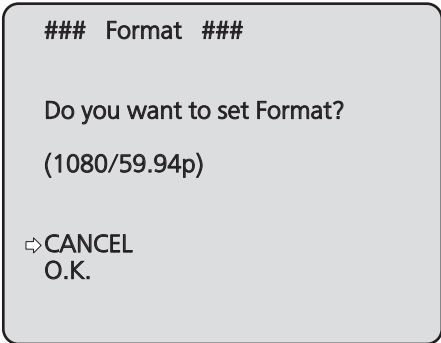 ### Format ###
Do you want to set Format?
(1080/59.94p)
CANCEL
O.K.